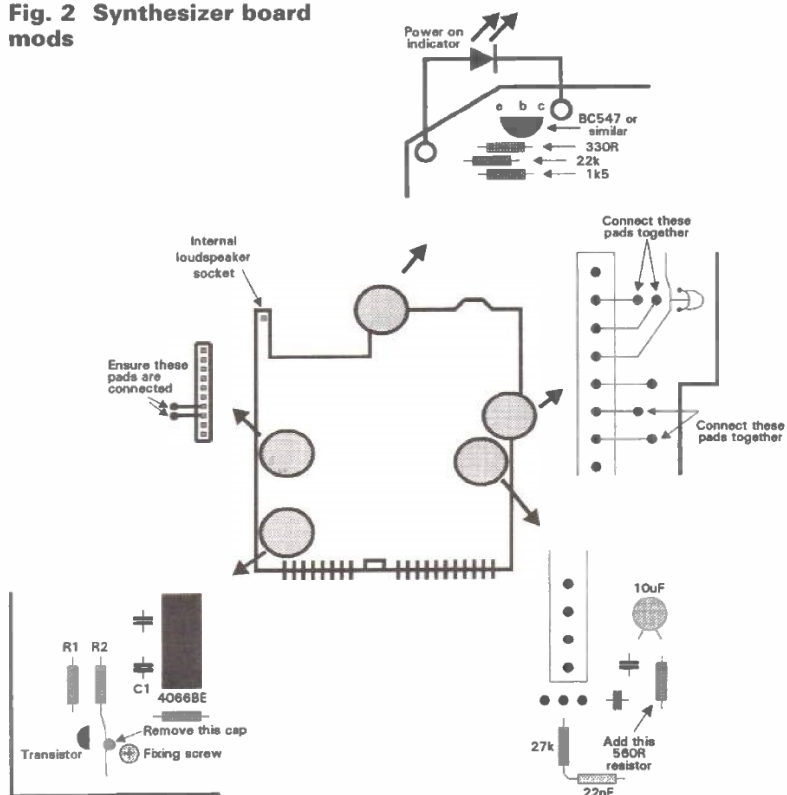 Fig. 2 Synthesizer board
mods
Power on
indicator
e b c
BC547 or
similar
330R
22k
1k5
Connect these
pads together
Internal
loudspeaker
socket
Ensure these
pads are
connected
Connect these
pads together
10uF
R1 R2
C1
4066BE
Remove this cap
Transistor
Fixing screw
27k
Add this
560R
resistor
22nF